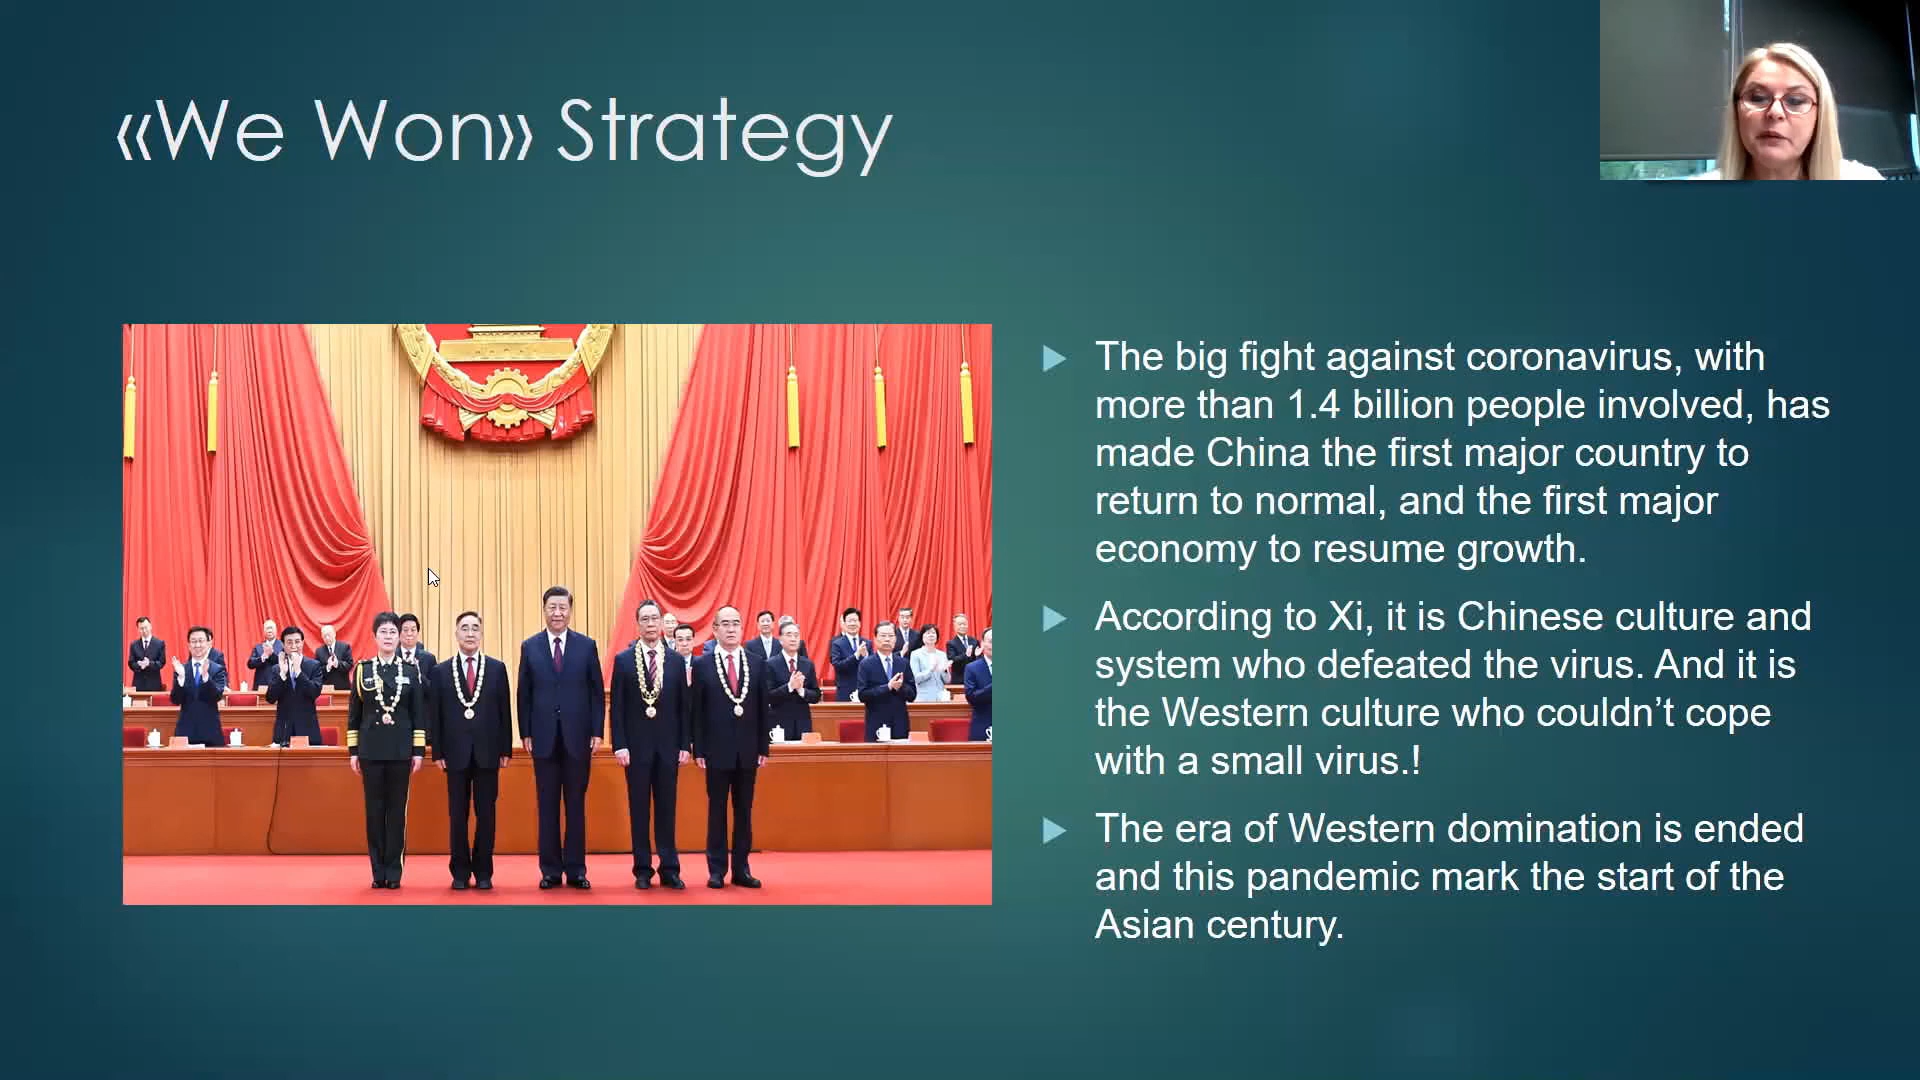 «We Won» Strategy
The big fight against coronavirus, with
more than 1.4 billion people involved, has
made China the first major country to
return to normal, and the first major
economy to resume growth.
According to Xi, it is Chinese culture and
system who defeated the virus. And it is
the Western culture who couldn’t cope
with a small virus.!
The era of Western domination is ended
and this pandemic mark the start of the
Asian century.